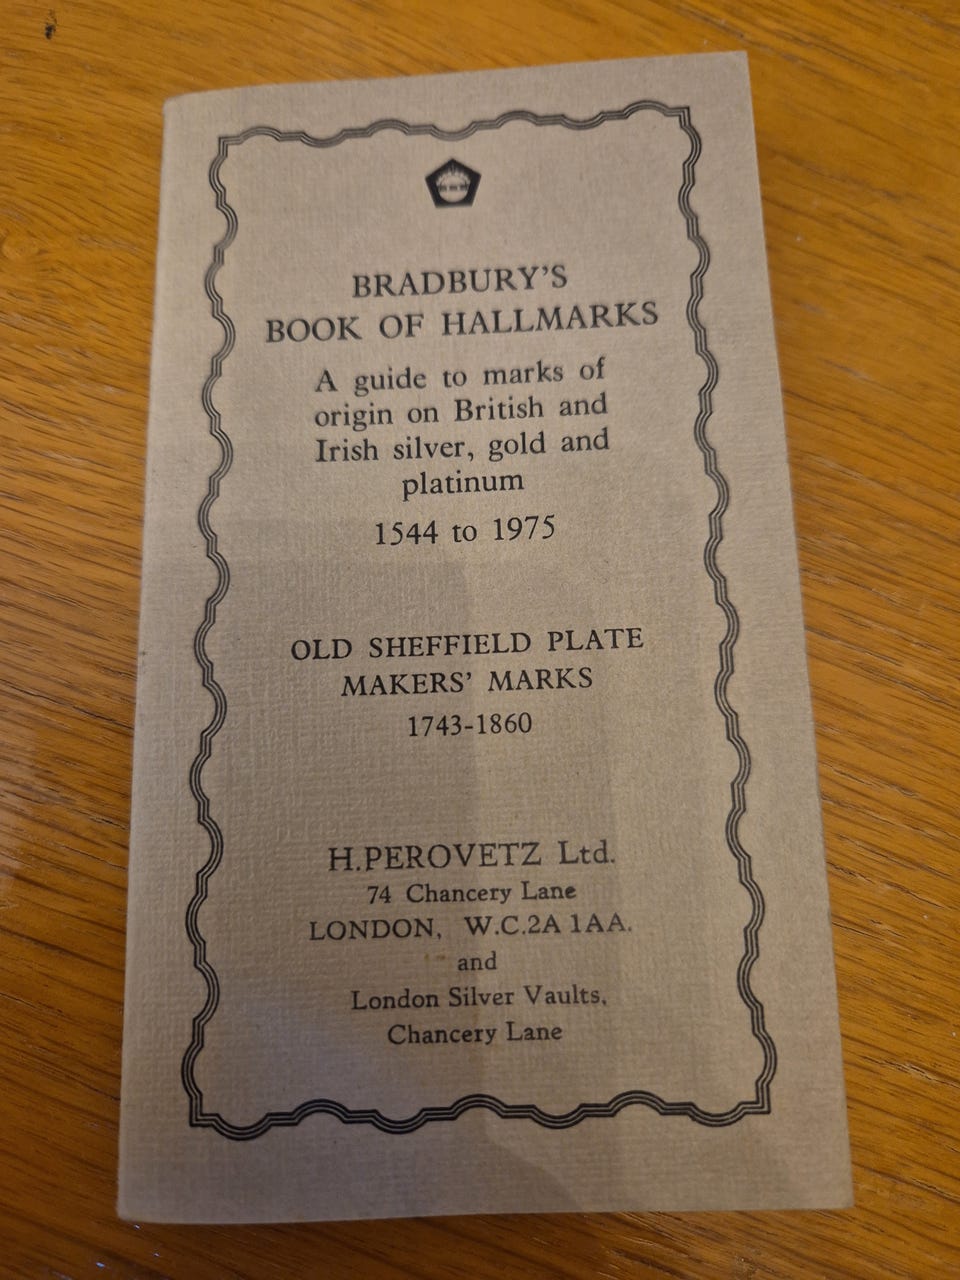 BRADBURY'S
BOOK OF HALLMARKS
A guide to marks of
origin on British and
Irish silver, gold and
platinum
1544 to 1975
OLD SHEFFIELD PLATE
MAKERS' MARKS
1743-1860
H.PEROVETZ Ltd.
74 Chancery Lane
LONDON, W.C.2A 1AA.
and
London Silver Vaults,
Chancery Lane